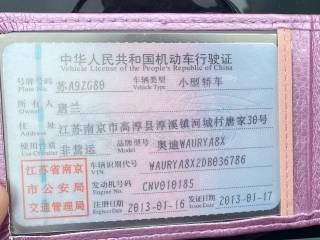 中华人民共和国机动车行驶证
Vehicle License of the People's Republic of China
号牌号码 苏A92G80 车辆类型 小型轿车
Plate No. Vehicle Type
所有人 唐兰
Owner
住址 江苏南京市高淳县淳溪镇河城村唐家30号
Address
使用性质 非营运 品牌型号 奥迪WAURYA8X
Use Character Model
江苏省南京 市公安局 交通管理局
车辆识别代号 WAURYA8X2DB036786
VIN
发动机号码 CNV010185
Engine No.
注册日期 2013-01-16 发证日期 2013-01-17
Register Date Issue Date